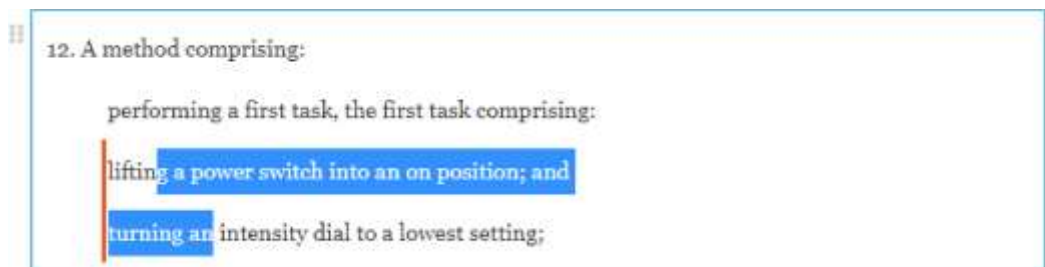 12. A method comprising:
performing a first task, the first task comprising:
lifting a power switch into an on position; and
turning an intensity dial to a lowest setting;